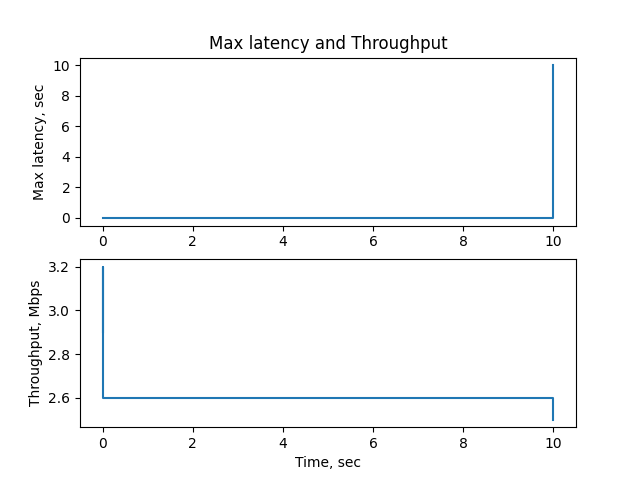 Max latency and Throughput
Max latency, sec
10
8
6
4
2
0
0 2 4 6 8 10
Throughput, Mbps
3.2
3.0
2.8
2.6
0 2 4 6 8 10
Time, sec